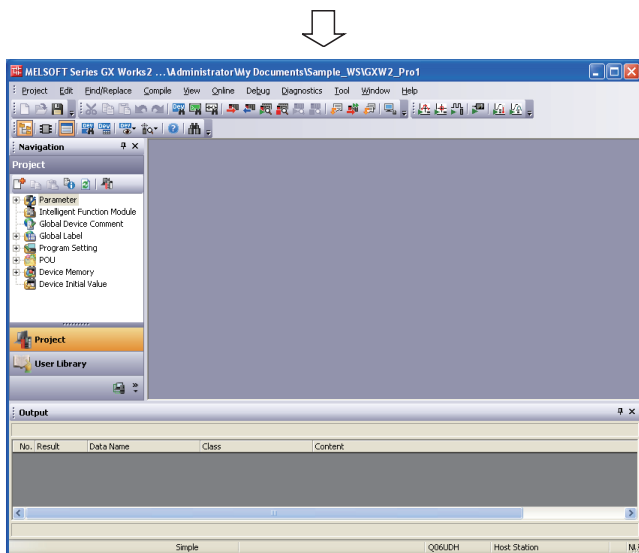 MELSOFT Series GX Works2 ...\Administrator\My Documents\Sample_WS\GXW2_Pro1
Project Edit Find/Replace Compile View Online Debug Diagnostics Tool Window Help
Navigation
Project
Parameter
Intelligent Function Module
Global Device Comment
Global Label
Program Setting
POU
Device Memory
Device Initial Value
Project
User Library
Output
No. Result Data Name Class Content
Simple Q06UDH Host Station